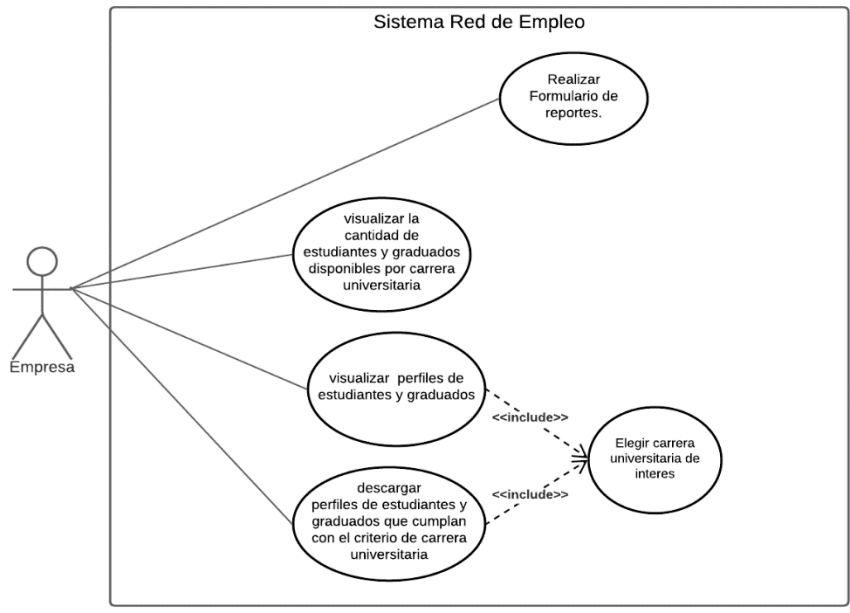 Sistema Red de Empleo
Realizar
Formulario de
reportes.
visualizar la
cantidad de
estudiantes y graduados
disponibles por carrera
universitaria
Empresa
visualizar perfiles de
estudiantes y graduados
<<include>>
Elegir carrera
universitaria de
interes
descargar
perfiles de estudiantes y
graduados que cumplan
con el criterio de carrera
universitaria
<<include>>